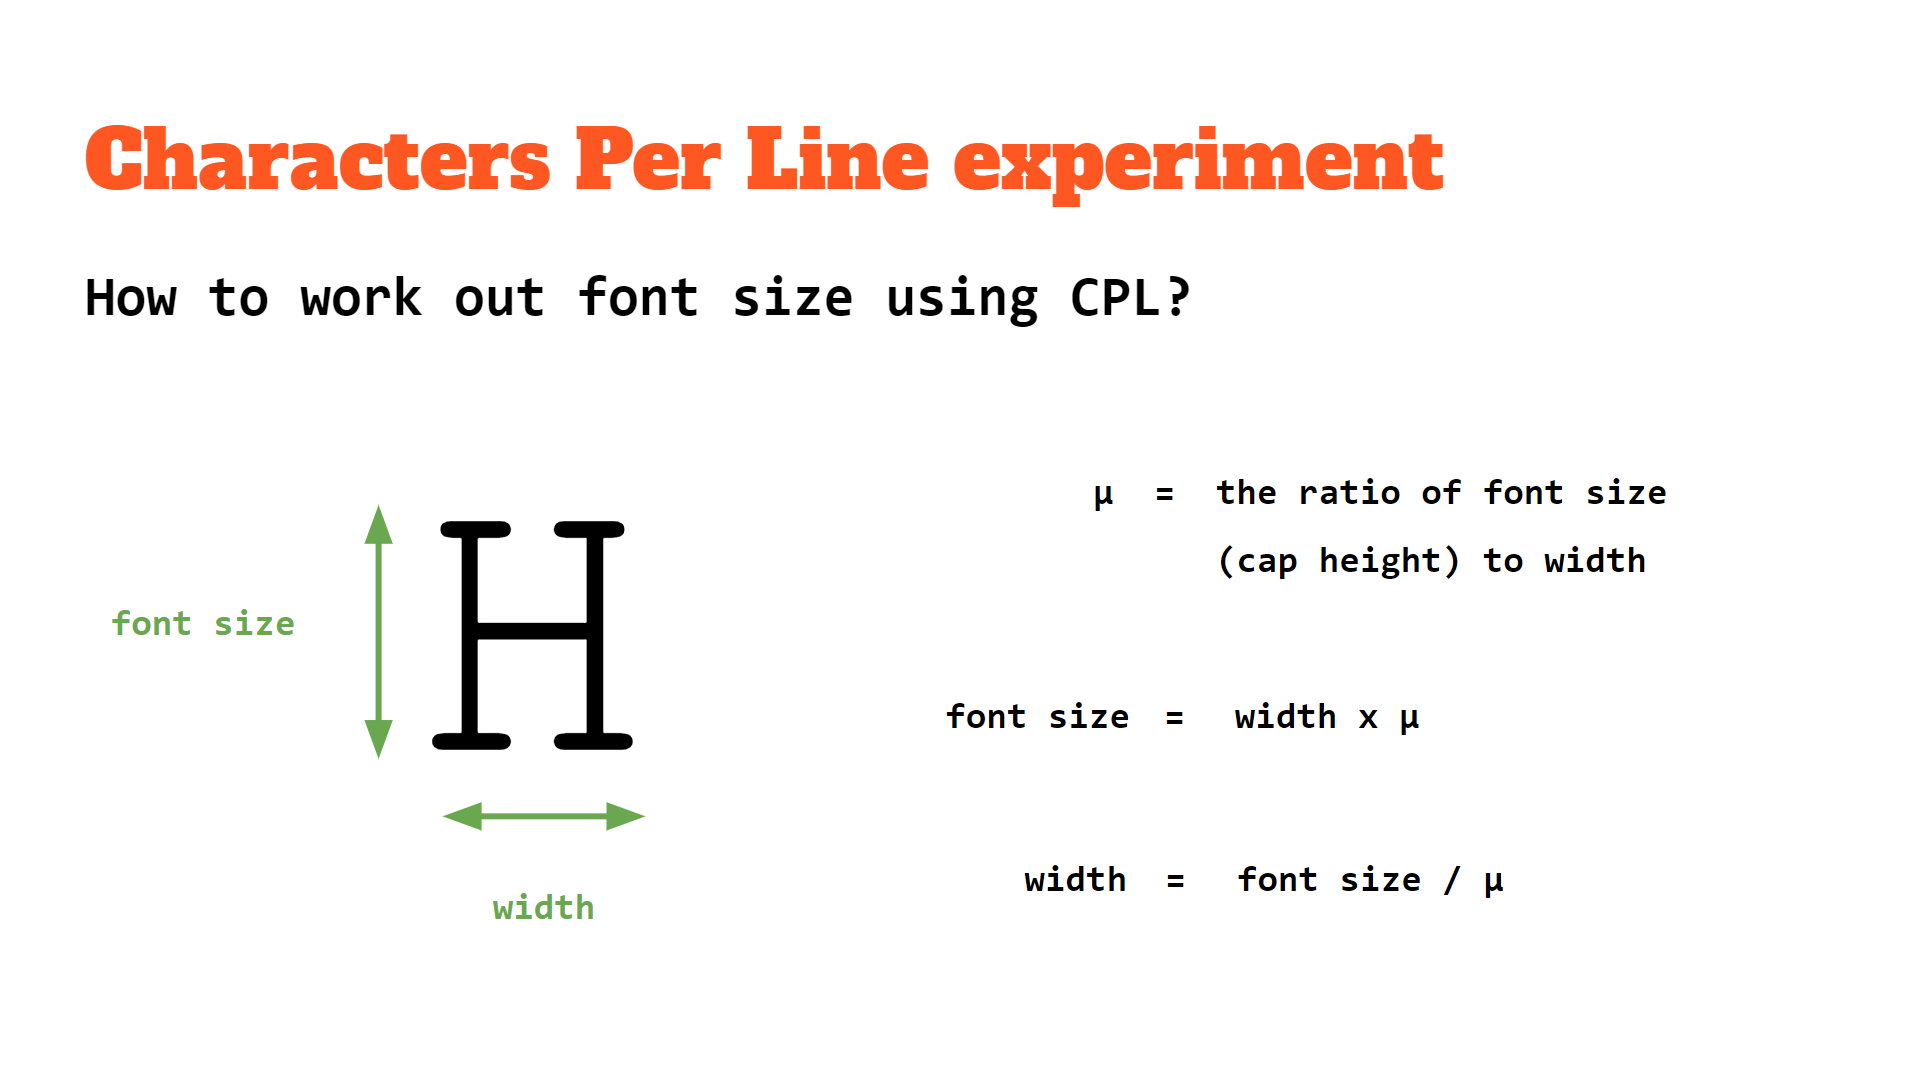 Characters Per Line experiment
How to work out font size using CPL?
font size
H
width
μ = the ratio of font size
(cap height) to width
font size = width x μ
width = font size / μ